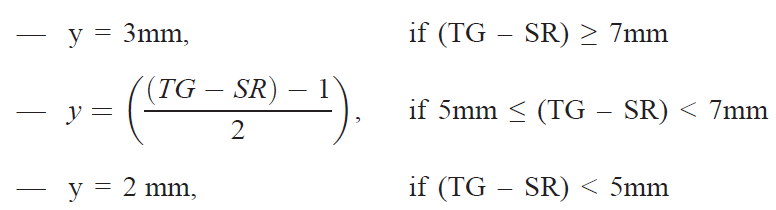 — y = 3mm, if (TG – SR) ≥ 7mm
— y = (((TG – SR) – 1)/2), if 5mm ≤ (TG – SR) < 7mm
— y = 2 mm, if (TG – SR) < 5mm